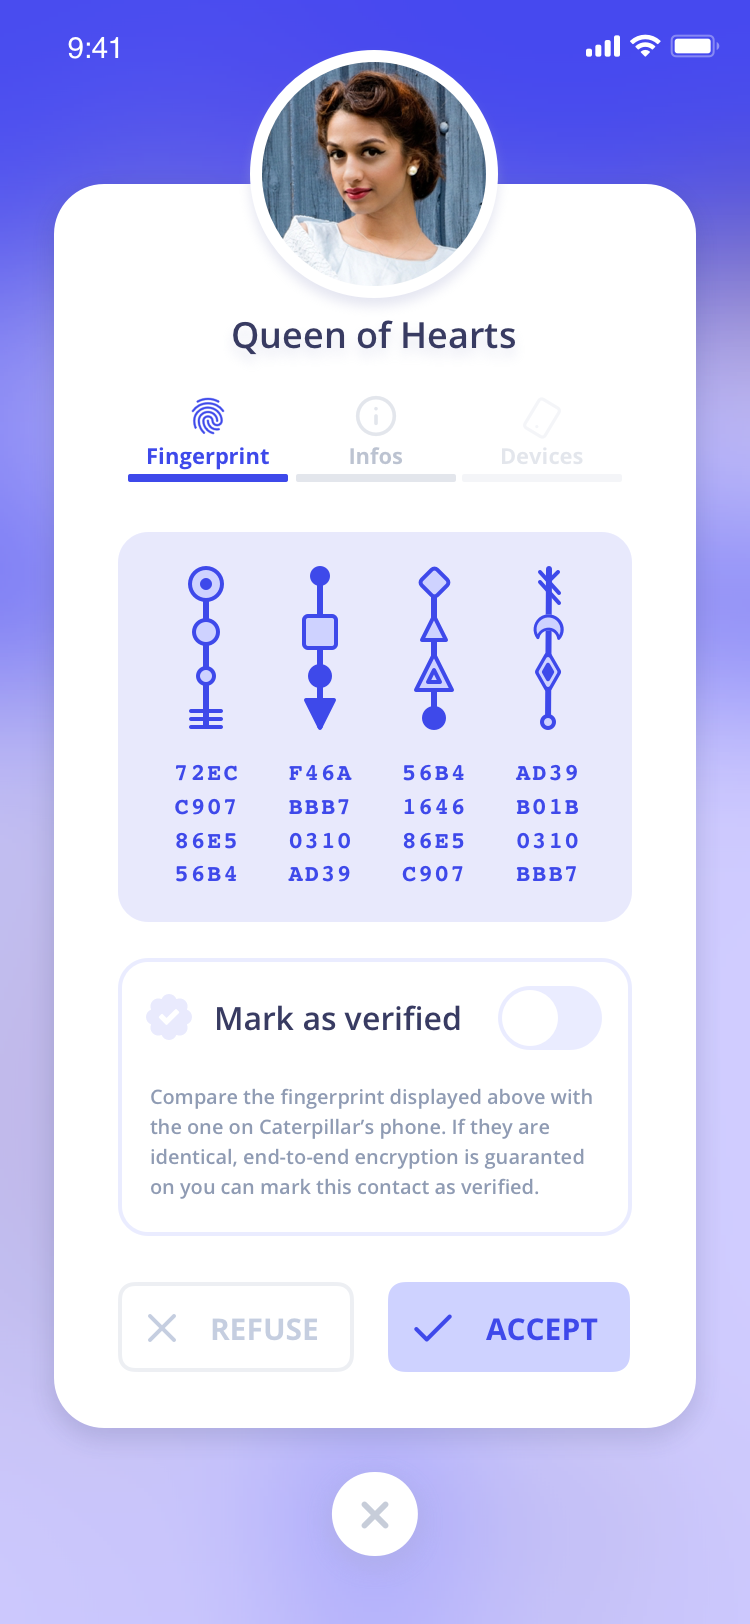 9:41
Queen of Hearts
Fingerprint Infos Devices
72EC F46A 56B4 AD39
C907 BBB7 1646 B01B
86E5 0310 86E5 0310
56B4 AD39 C907 BBB7
Mark as verified
Compare the fingerprint displayed above with
the one on Caterpillar’s phone. If they are
identical, end-to-end encryption is guaranted
on you can mark this contact as verified.
REFUSE ACCEPT